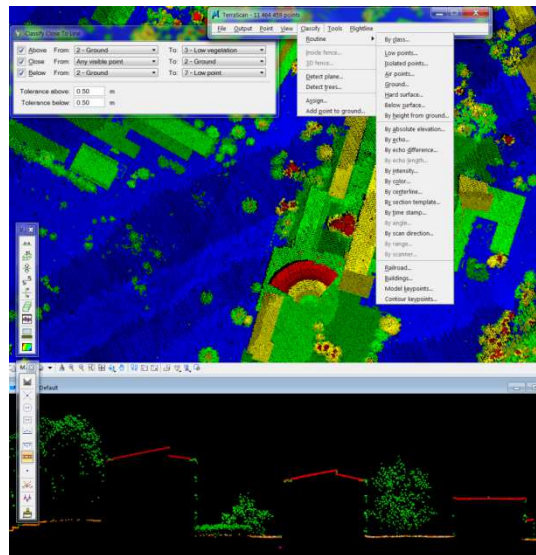 Classify Close To Line
Above From: 2 - Ground To: 3 - Low vegetation
Close From: Any visible point To: 2 - Ground
Below From: 2 - Ground To: 7 - Low point
Tolerance above: 0.50 m
Tolerance below: 0.50 m
TerraScan - 11 464 459 points
File Output Point View Classify Tools Flightline
Routine
Inside fence...
3D fence...
Detect plane...
Detect trees...
Assign...
Add point to ground...
By class...
Low points...
Isolated points...
Air points...
Ground...
Hard surface...
Below surface...
By height from ground...
By absolute elevation...
By echo...
By echo difference...
By echo length...
By intensity...
By color...
By centerline...
By section template...
By time stamp...
By angle...
By scan direction...
By range...
By scanner...
Railroad...
Buildings...
Model keypoints...
Contour keypoints...
Default